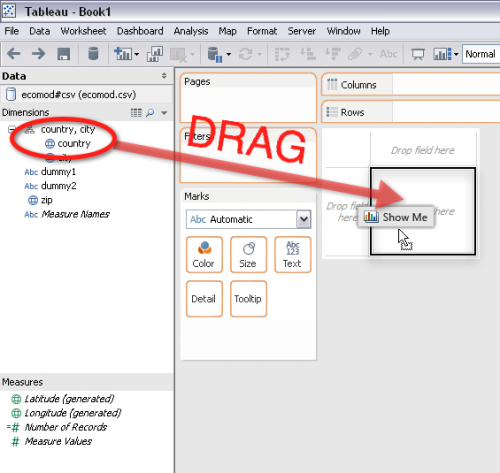 Tableau - Book1
File Data Worksheet Dashboard Analysis Map Format Server Window Help
Abc Normal
Data
ecomod#csv (ecomod.csv)
Dimensions
country, city
country
city
Abc dummy1
Abc dummy2
zip
Abc Measure Names
Measures
Latitude (generated)
Longitude (generated)
=# Number of Records
# Measure Values
Pages
Filters
Marks
Abc Automatic
Color Size Abc 123 Text
Detail Tooltip
Columns
Rows
Drop field here
Drop field here
here
Show Me
DRAG